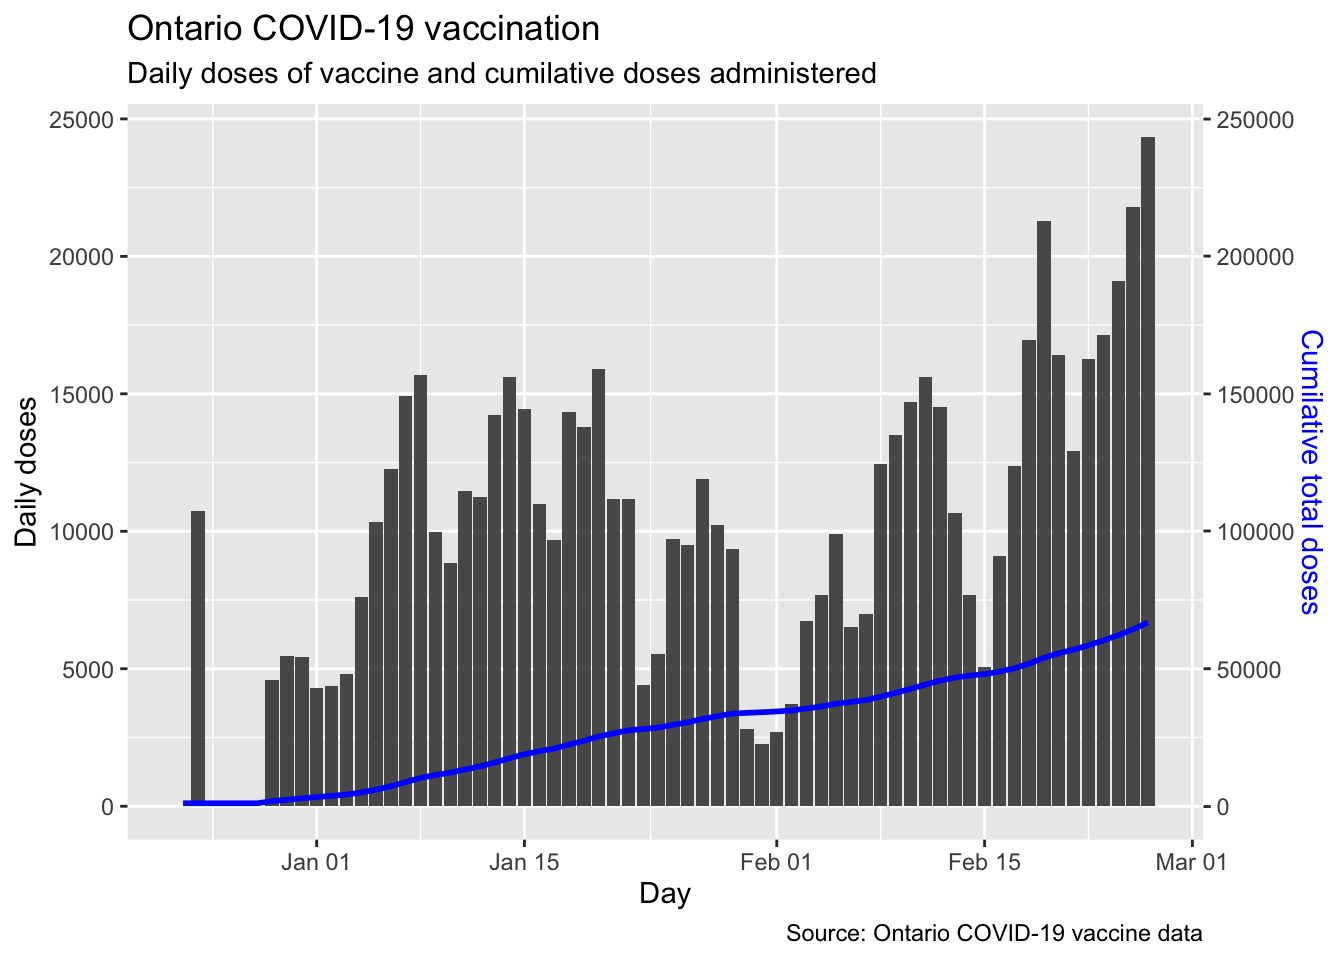 Ontario COVID-19 vaccination
Daily doses of vaccine and cumilative doses administered
25000
20000
15000
10000
5000
0
Daily doses
250000
200000
150000
100000
50000
0
Cumilative total doses
Jan 01 Jan 15 Feb 01 Feb 15 Mar 01
Day
Source: Ontario COVID-19 vaccine data